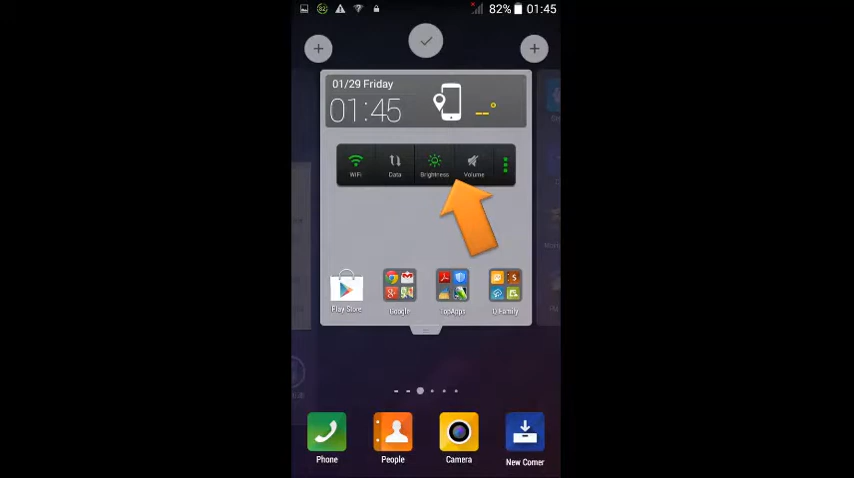 82% 01:45
01/29 Friday
01:45
--°
WiFi Data Brightness Volume
Play Store Google TopApps D Family
Phone People Camera New Comer